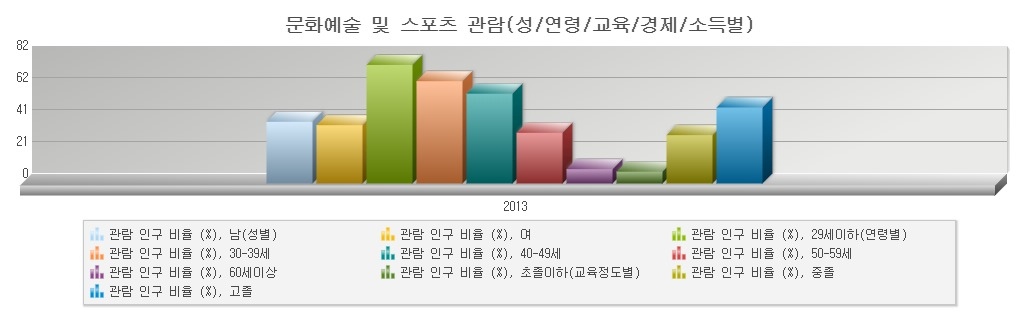 문화예술 및 스포츠 관람(성/연령/교육/경제/소득별)
82
62
41
21
0
2013
관람 인구 비율 (%), 남(성별) 관람 인구 비율 (%), 여 관람 인구 비율 (%), 29세이하(연령별)
관람 인구 비율 (%), 30-39세 관람 인구 비율 (%), 40-49세 관람 인구 비율 (%), 50-59세
관람 인구 비율 (%), 60세이상 관람 인구 비율 (%), 초졸이하(교육정도별) 관람 인구 비율 (%), 중졸
관람 인구 비율 (%), 고졸